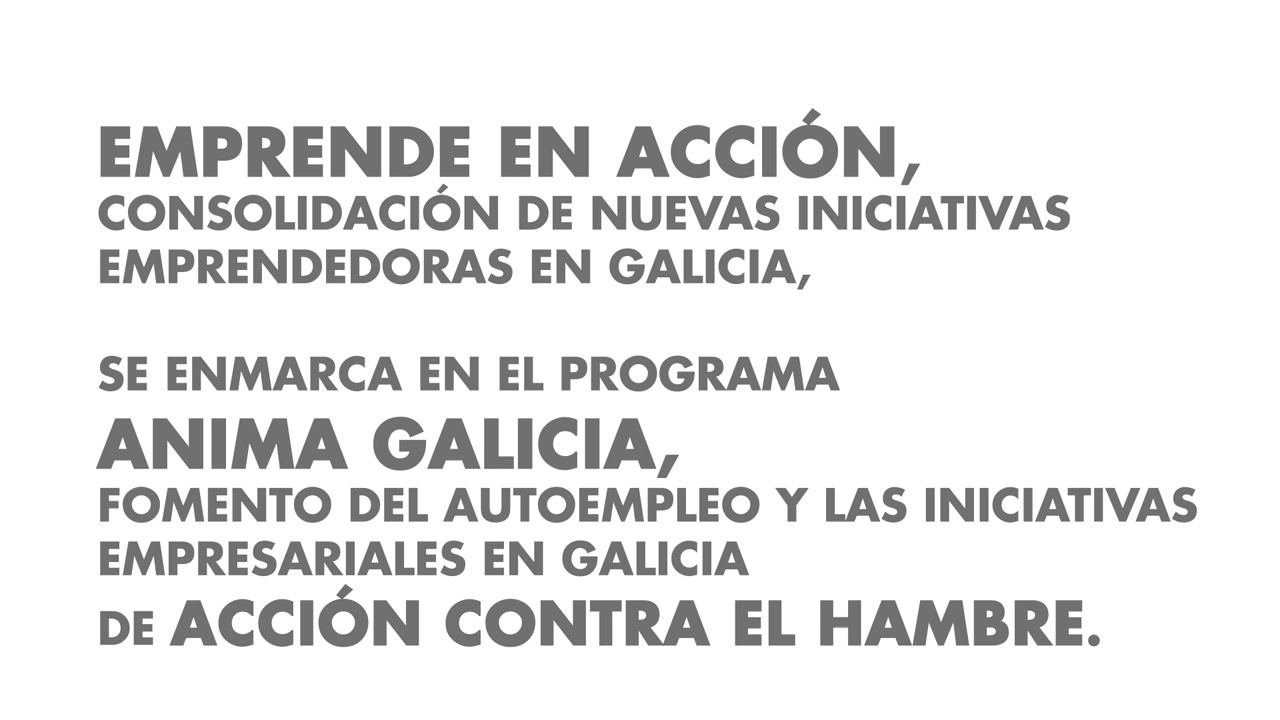 EMPRENDE EN ACCIÓN,
CONSOLIDACIÓN DE NUEVAS INICIATIVAS
EMPRENDEDORAS EN GALICIA,
SE ENMARCA EN EL PROGRAMA
ANIMA GALICIA,
FOMENTO DEL AUTOEMPLEO Y LAS INICIATIVAS
EMPRESARIALES EN GALICIA
DE ACCIÓN CONTRA EL HAMBRE.